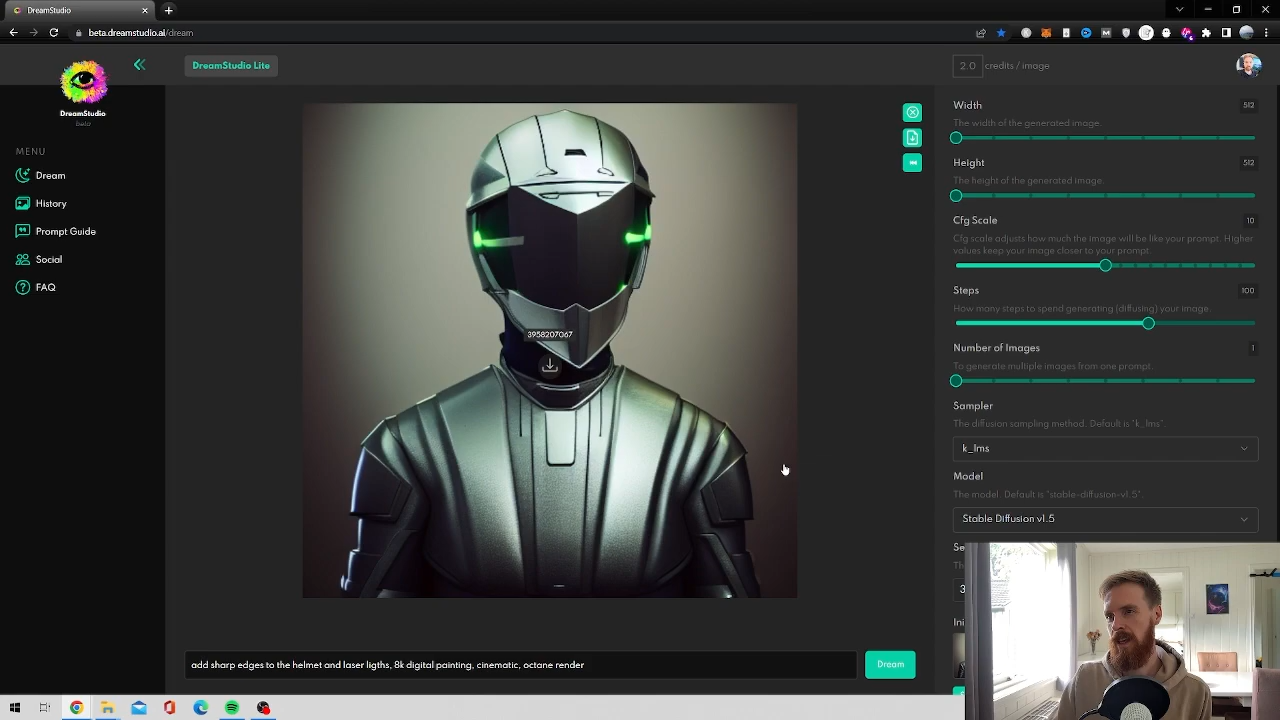 DreamStudio
beta.dreamstudio.ai/dream
DreamStudio
beta
DreamStudio Lite
2.0 credits / image
MENU
Dream
History
Prompt Guide
Social
FAQ
3958207067
Width 512
The width of the generated image.
Height 512
The height of the generated image.
Cfg Scale 10
Cfg scale adjusts how much the image will be like your prompt. Higher
values keep your image closer to your prompt.
Steps 100
How many steps to spend generating (diffusing) your image.
Number of Images 1
To generate multiple images from one prompt.
Sampler
The diffusion sampling method. Default is "k_lms".
k_lms
Model
The model. Default is "stable-diffusion-v1.5".
Stable Diffusion v1.5
add sharp edges to the helmet and laser ligths, 8k digital painting, cinematic, octane render
Dream